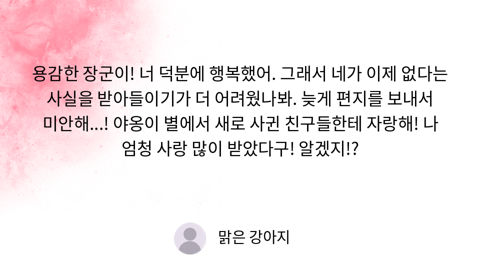 용감한 장군이! 너 덕분에 행복했어. 그래서 네가 이제 없다는
사실을 받아들이기가 더 어려웠나봐. 늦게 편지를 보내서
미안해...! 야옹이 별에서 새로 사귄 친구들한테 자랑해! 나
엄청 사랑 많이 받았다구! 알겠지!?
맑은 강아지